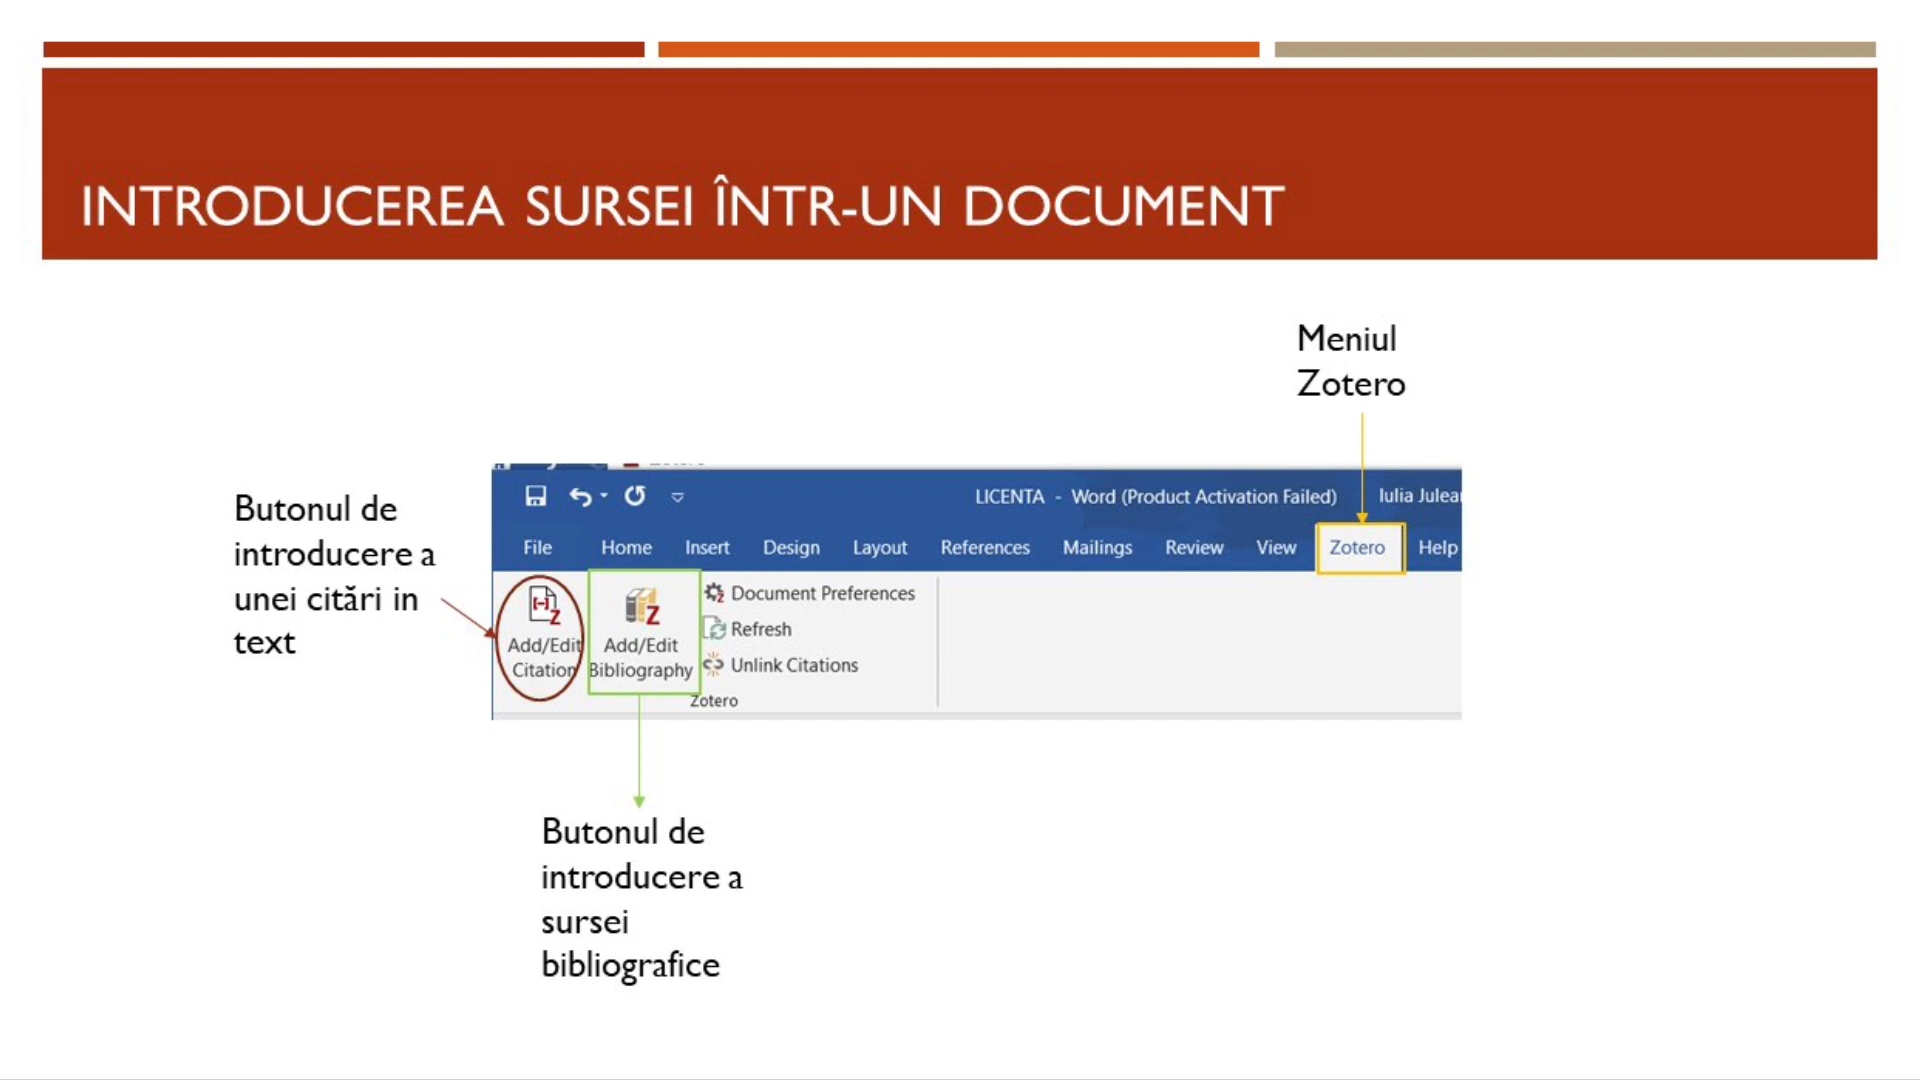 INTRODUCEREA SURSEI ÎNTR-UN DOCUMENT
Meniul
Zotero
Butonul de
introducere a
unei citări in
text
LICENTA - Word (Product Activation Failed)
Iulia Julea
File Home Insert Design Layout References Mailings Review View Zotero Help
Add/Edit
Citation
Add/Edit
Bibliography
Document Preferences
Refresh
Unlink Citations
Zotero
Butonul de
introducere a
sursei
bibliografice